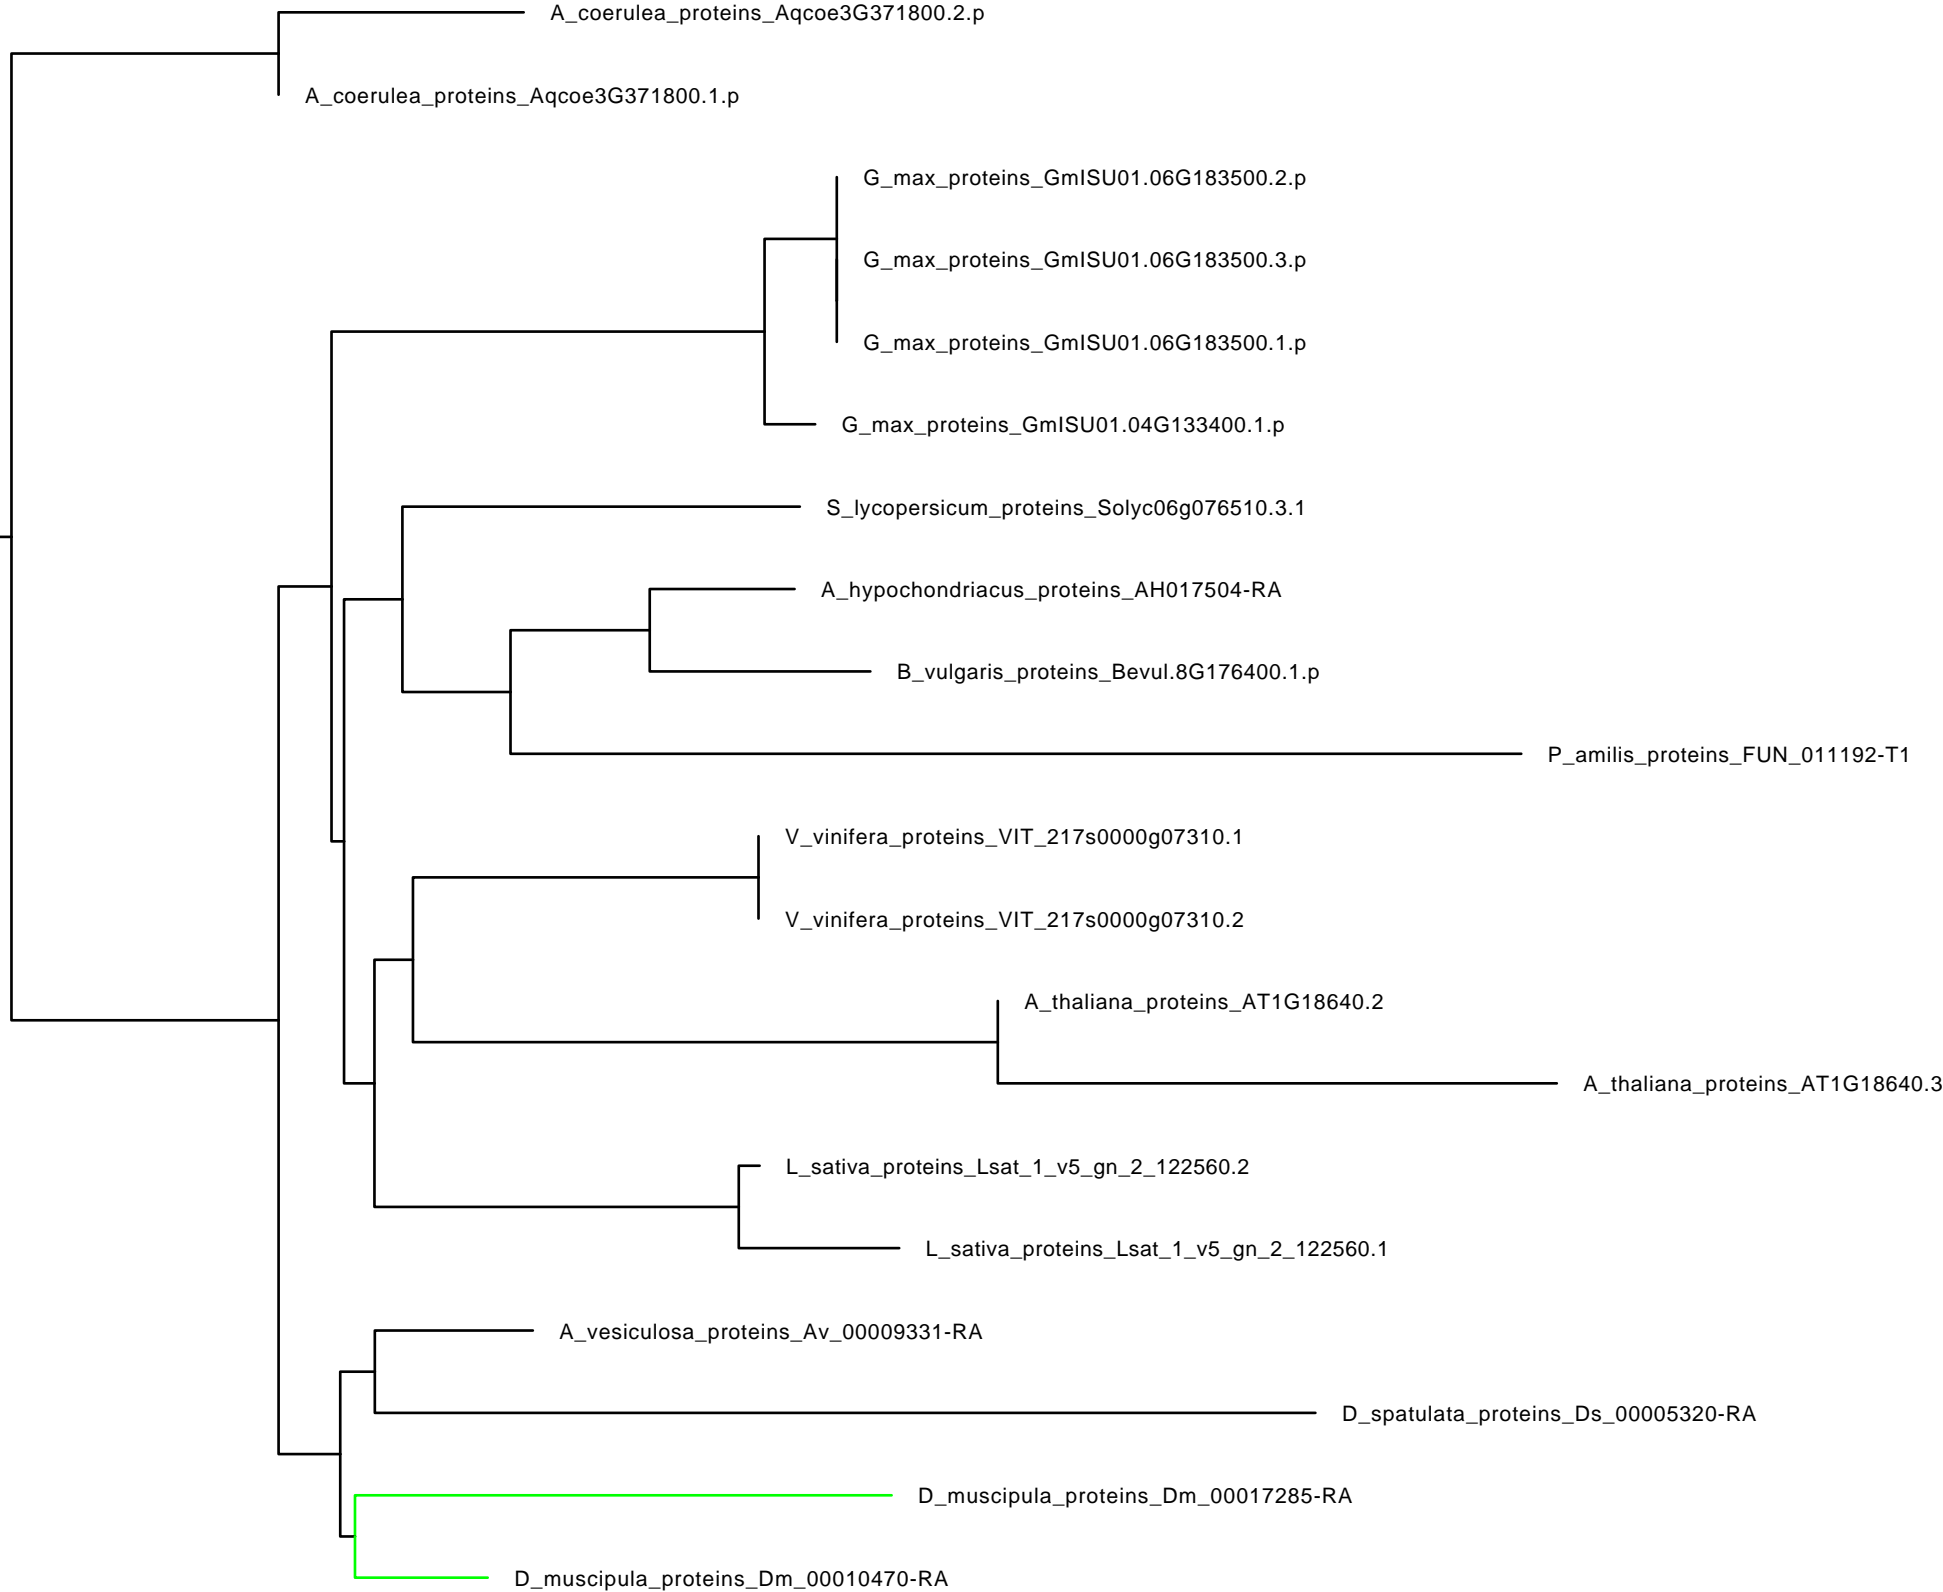 A_coerulea_proteins_Aqcoe3G371800.2.p
A_coerulea_proteins_Aqcoe3G371800.1.p
G_max_proteins_GmISU01.06G183500.2.p
G_max_proteins_GmISU01.06G183500.3.p
G_max_proteins_GmISU01.06G183500.1.p
G_max_proteins_GmISU01.04G133400.1.p
S_lycopersicum_proteins_Solyc06g076510.3.1
A_hypochondriacus_proteins_AH017504-RA
B_vulgaris_proteins_Bevul.8G176400.1.p
P_amilis_proteins_FUN_011192-T1
V_vinifera_proteins_VIT_217s0000g07310.1
V_vinifera_proteins_VIT_217s0000g07310.2
A_thaliana_proteins_AT1G18640.2
A_thaliana_proteins_AT1G18640.3
L_sativa_proteins_Lsat_1_v5_gn_2_122560.2
L_sativa_proteins_Lsat_1_v5_gn_2_122560.1
A_vesiculosa_proteins_Av_00009331-RA
D_spatulata_proteins_Ds_00005320-RA
D_muscipula_proteins_Dm_00017285-RA
D_muscipula_proteins_Dm_00010470-RA